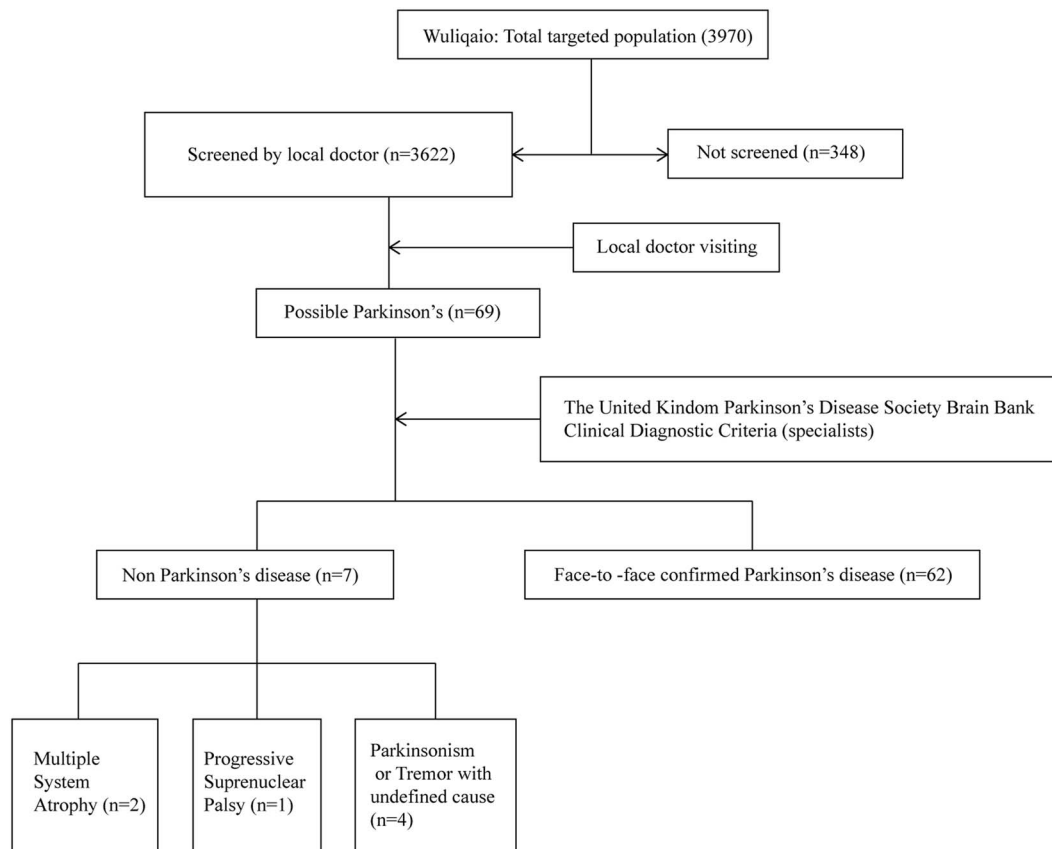 Wuliqaio: Total targeted population (3970)
Screened by local doctor (n=3622)
Not screened (n=348)
Local doctor visiting
Possible Parkinson’s (n=69)
The United Kindom Parkinson’s Disease Society Brain Bank
Clinical Diagnostic Criteria (specialists)
Non Parkinson’s disease (n=7)
Face-to -face confirmed Parkinson’s disease (n=62)
Multiple
System
Atrophy (n=2)
Progressive
Suprenuclear
Palsy (n=1)
Parkinsonism
or Tremor with
undefined cause
(n=4)